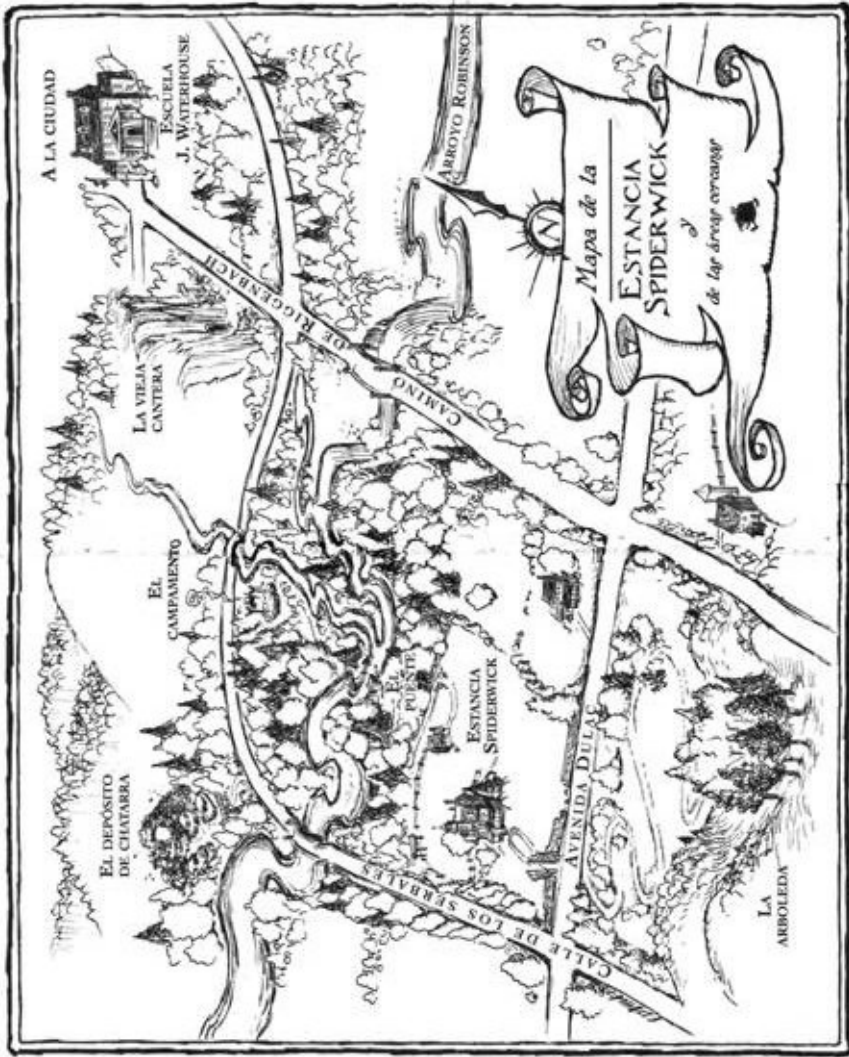 A LA CIUDAD
ESCUELA
J. WATERHOUSE
LA VIEJA
CANTERA
EL
CAMPAMENTO
EL DEPÓSITO
DE CHATARRA
CAMINO DE RIGGENBACH
ARROYO ROBINSON
EL
PUENTE
ESTANCIA
SPIDERWICK
CALLE DE LOS SERBALES
AVENIDA DULAC
LA
ARBOLEDA
N
Mapa de la
ESTANCIA
SPIDERWICK
y
de las áreas cercanas